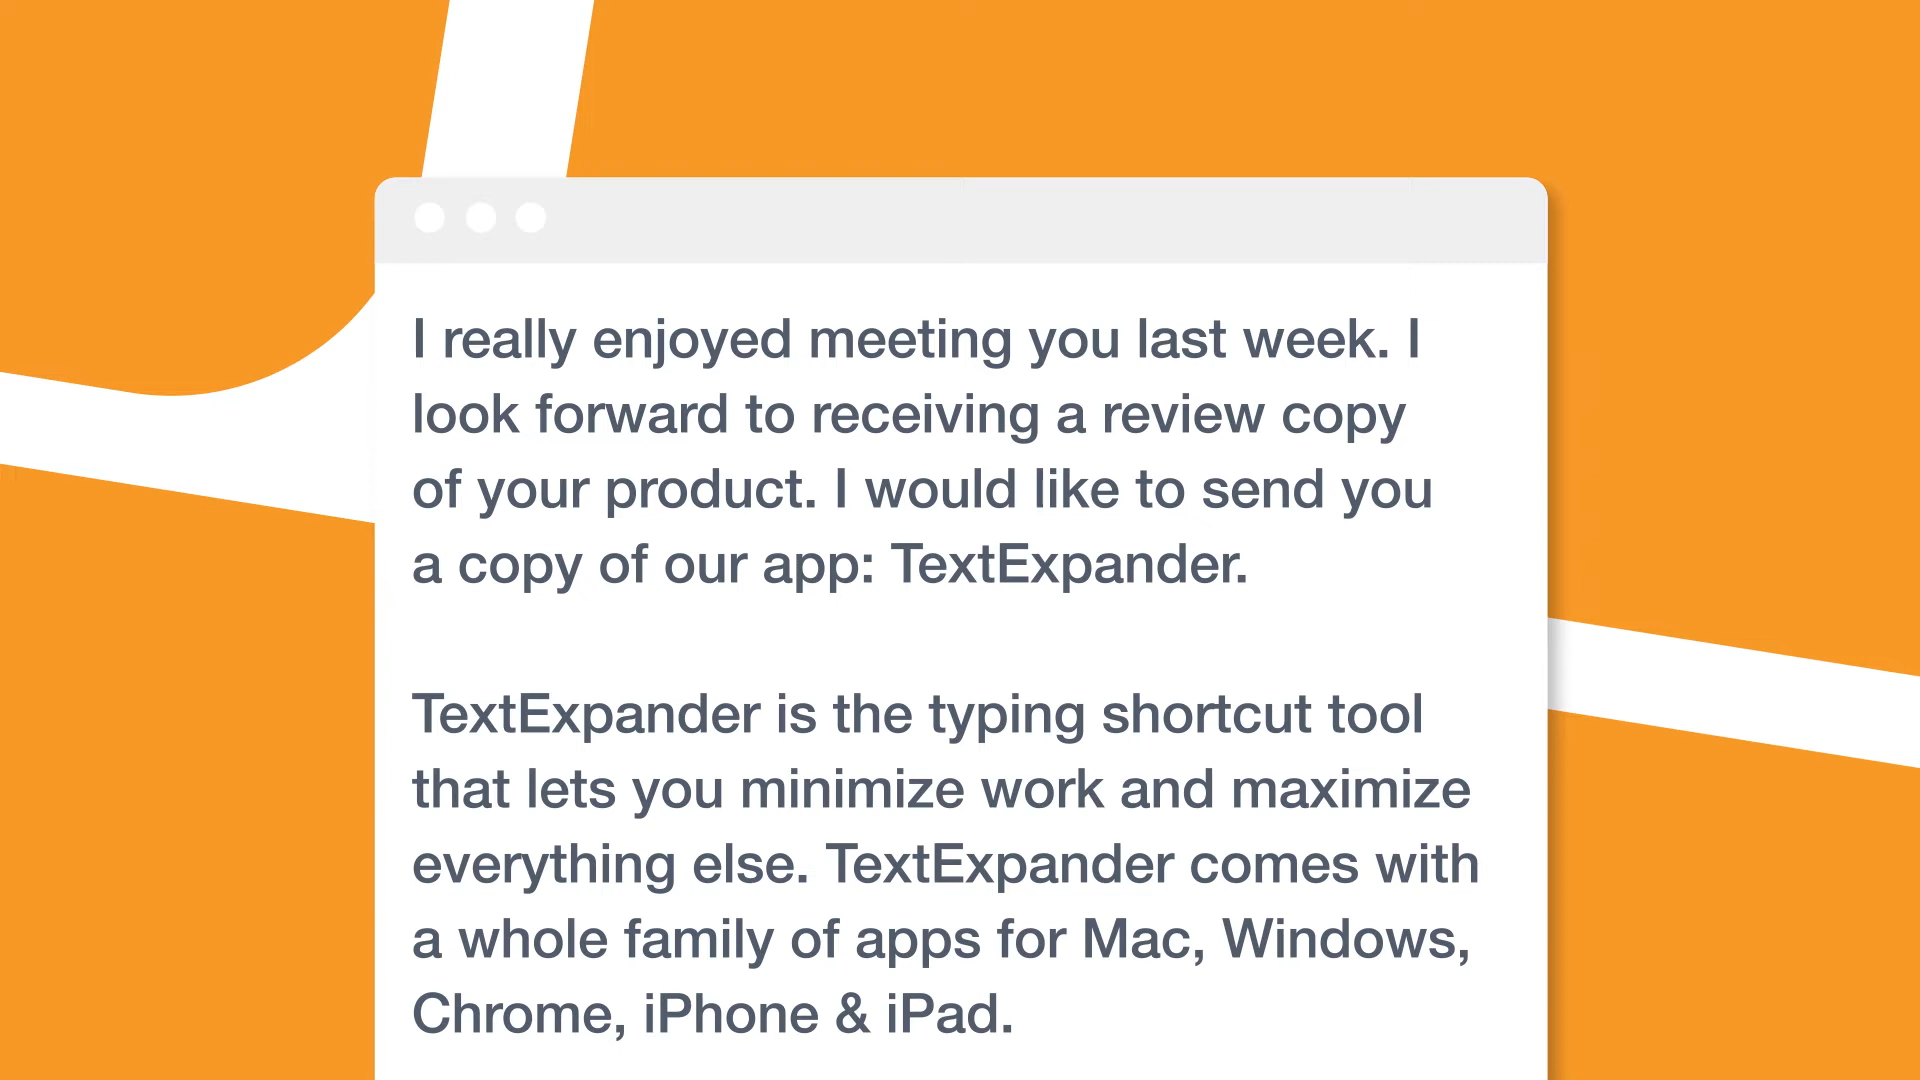 I really enjoyed meeting you last week. I
look forward to receiving a review copy
of your product. I would like to send you
a copy of our app: TextExpander.
TextExpander is the typing shortcut tool
that lets you minimize work and maximize
everything else. TextExpander comes with
a whole family of apps for Mac, Windows,
Chrome, iPhone & iPad.